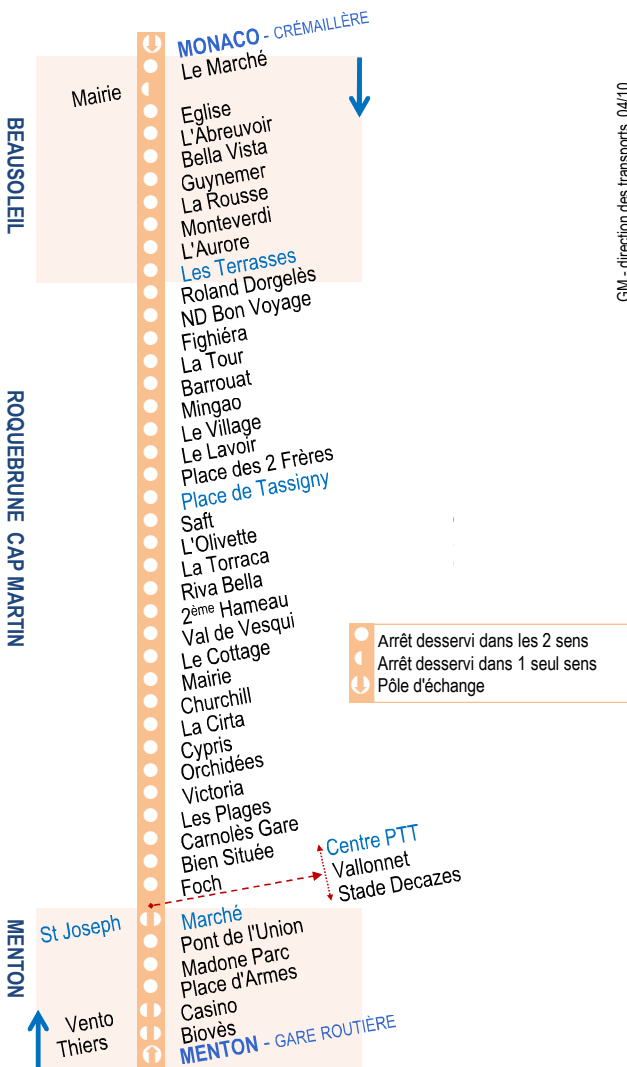 MONACO - CRÉMAILLÈRE
Le Marché
Mairie
Eglise
L'Abreuvoir
Bella Vista
Guynemer
La Rousse
Monteverdi
L'Aurore
Les Terrasses
BEAUSOLEIL
Roland Dorgelès
ND Bon Voyage
Fighiéra
La Tour
Barrouat
Mingao
Le Village
Le Lavoir
Place des 2 Frères
Place de Tassigny
Saft
L'Olivette
La Torraca
Riva Bella
2ème Hameau
Val de Vesqui
Le Cottage
Mairie
Churchill
La Cirta
Cypris
Orchidées
Victoria
Les Plages
Carnolès Gare
Bien Située
Foch
ROQUEBRUNE CAP MARTIN
Centre PTT
Vallonnet
Stade Decazes
St Joseph
Marché
Pont de l'Union
Madone Parc
Place d'Armes
Casino
Vento
Biovès
Thiers
MENTON - GARE ROUTIÈRE
MENTON
Arrêt desservi dans les 2 sens
Arrêt desservi dans 1 seul sens
Pôle d'échange
GM - direction des transports 04/10